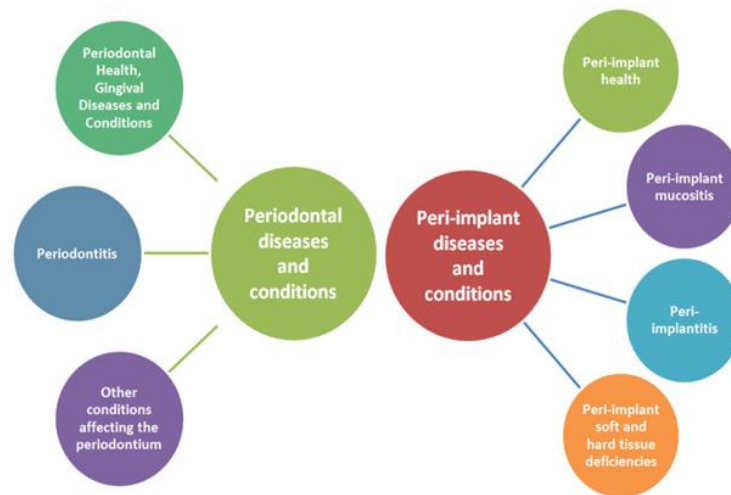 Periodontal
Health,
Gingival
Diseases and
Conditions
Periodontitis
Other
conditions
affecting the
periodontium
Periodontal
diseases
and
conditions
Peri-implant
diseases
and
conditions
Peri-implant
health
Peri-implant
mucositis
Peri-
implantitis
Peri-implant
soft and
hard tissue
deficiencies